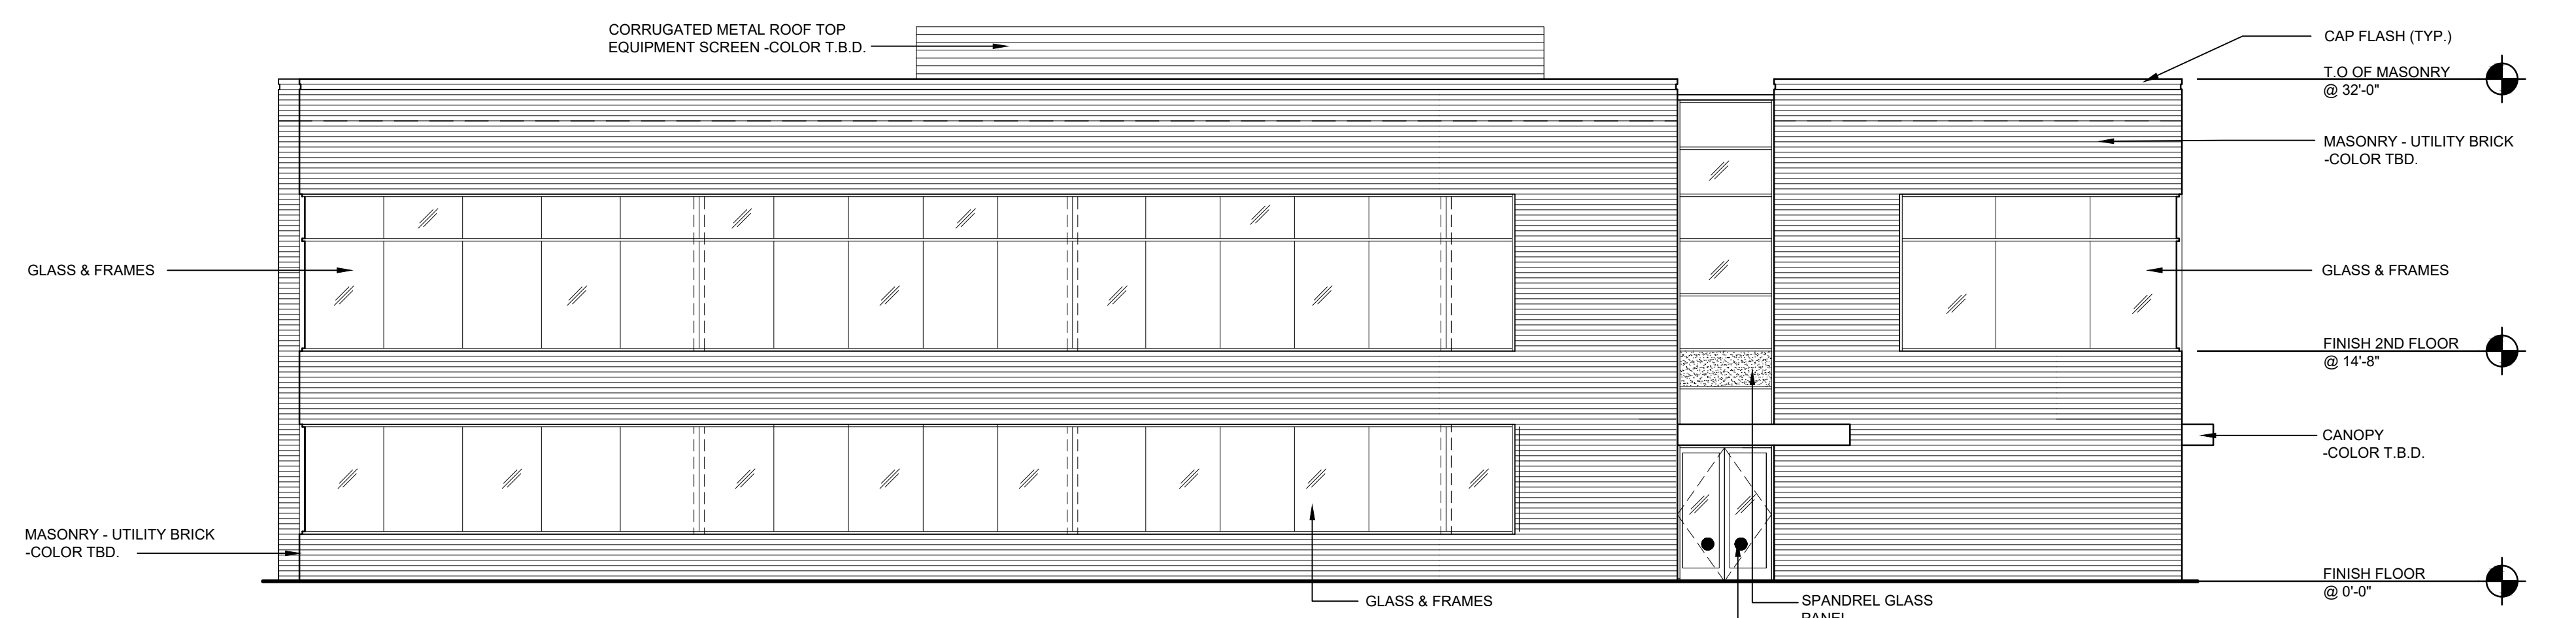 CORRUGATED METAL ROOF TOP
EQUIPMENT SCREEN -COLOR T.B.D.
CAP FLASH (TYP.)
T.O OF MASONRY
@ 32'-0"
MASONRY - UTILITY BRICK
-COLOR TBD.
GLASS & FRAMES
GLASS & FRAMES
FINISH 2ND FLOOR
@ 14'-8"
CANOPY
-COLOR T.B.D.
MASONRY - UTILITY BRICK
-COLOR TBD.
FINISH FLOOR
@ 0'-0"
GLASS & FRAMES
SPANDREL GLASS
PANEL